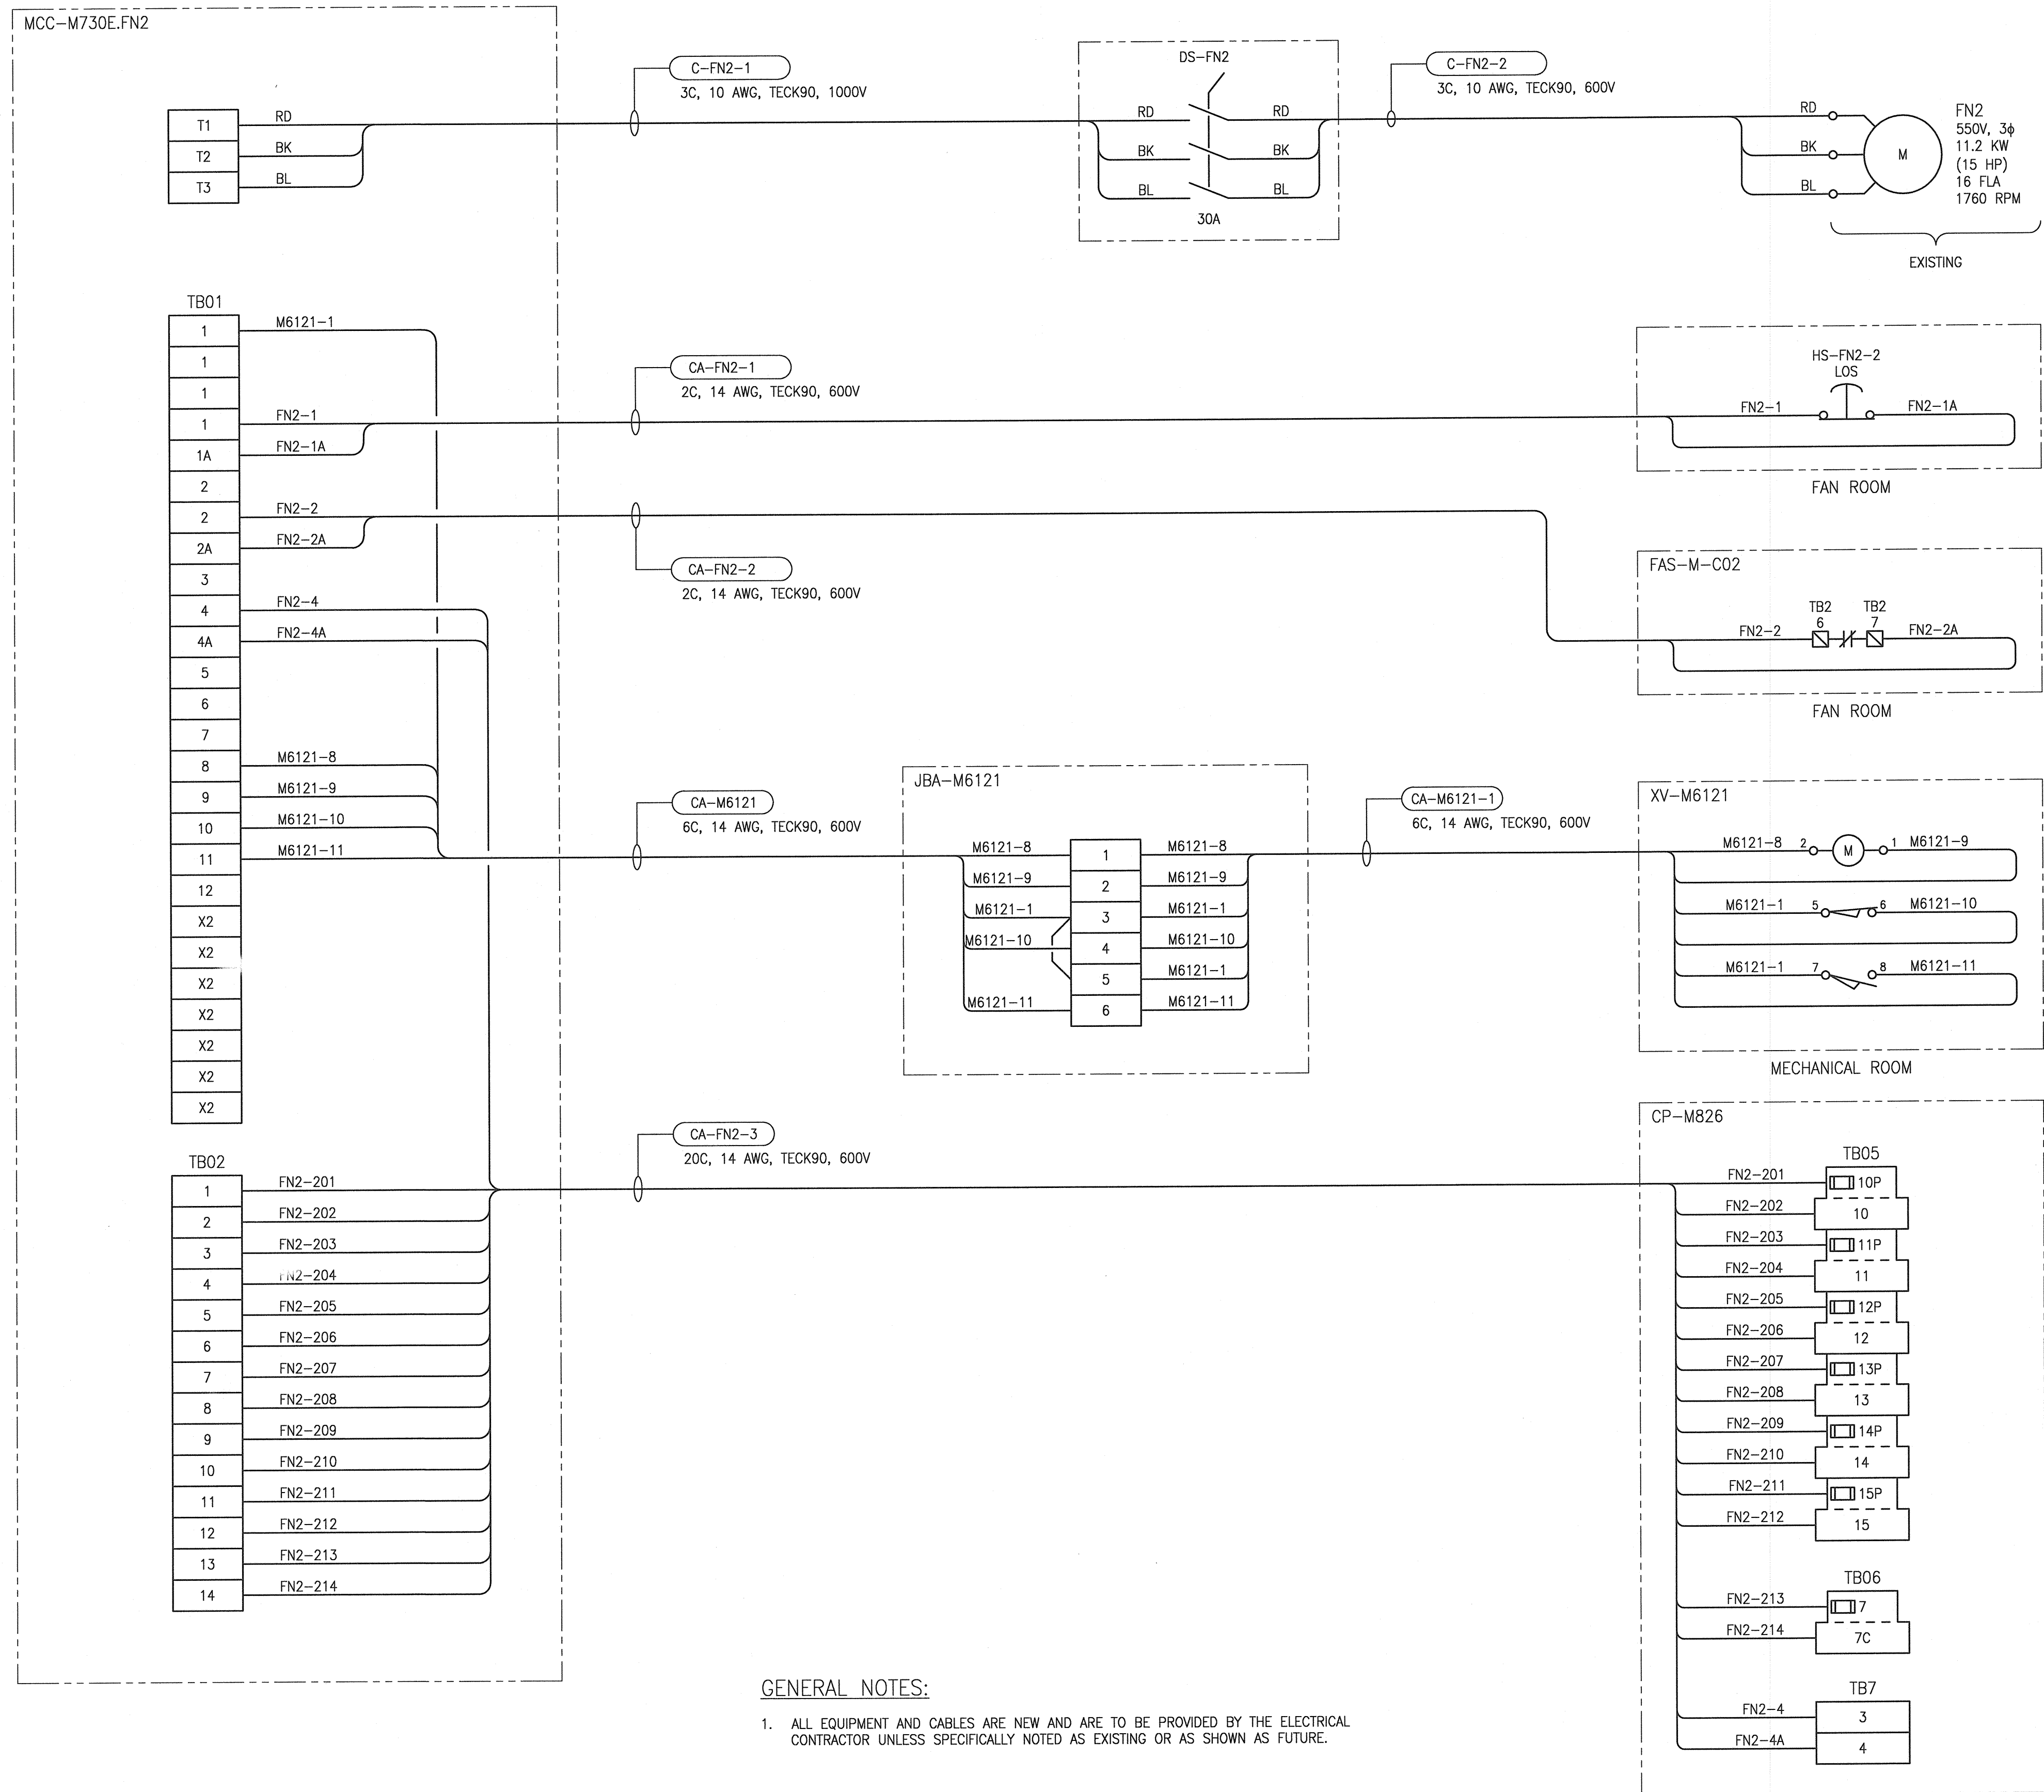 MCC-M730E.FN2
T1
T2
T3
RD
BK
BL
C-FN2-1
3C, 10 AWG, TECK90, 1000V
DS-FN2
RD
BK
BL
RD
BK
BL
30A
C-FN2-2
3C, 10 AWG, TECK90, 600V
RD
BK
BL
M
FN2
550V, 3ϕ
11.2 KW
(15 HP)
16 FLA
1760 RPM
EXISTING
TB01
1 M6121-1
1
1
1 FN2-1
1A FN2-1A
2
2 FN2-2
2A FN2-2A
3
4 FN2-4
4A FN2-4A
5
6
7
8 M6121-8
9 M6121-9
10 M6121-10
11 M6121-11
12
X2
X2
X2
X2
X2
X2
X2
CA-FN2-1
2C, 14 AWG, TECK90, 600V
HS-FN2-2
LOS
FN2-1 FN2-1A
FAN ROOM
CA-FN2-2
2C, 14 AWG, TECK90, 600V
FAS-M-CO2
TB2 TB2
6 7
FN2-2 FN2-2A
FAN ROOM
CA-M6121
6C, 14 AWG, TECK90, 600V
JBA-M6121
M6121-8 1 M6121-8
M6121-9 2 M6121-9
M6121-1 3 M6121-1
M6121-10 4 M6121-10
5 M6121-1
M6121-11 6 M6121-11
CA-M6121-1
6C, 14 AWG, TECK90, 600V
XV-M6121
M6121-8 2 M 1 M6121-9
M6121-1 5 6 M6121-10
M6121-1 7 8 M6121-11
MECHANICAL ROOM
TB02
1 FN2-201
2 FN2-202
3 FN2-203
4 FN2-204
5 FN2-205
6 FN2-206
7 FN2-207
8 FN2-208
9 FN2-209
10 FN2-210
11 FN2-211
12 FN2-212
13 FN2-213
14 FN2-214
CA-FN2-3
20C, 14 AWG, TECK90, 600V
CP-M826
TB05
FN2-201 10P
FN2-202 10
FN2-203 11P
FN2-204 11
FN2-205 12P
FN2-206 12
FN2-207 13P
FN2-208 13
FN2-209 14P
FN2-210 14
FN2-211 15P
FN2-212 15
TB06
FN2-213 7
FN2-214 7C
TB7
FN2-4 3
FN2-4A 4
GENERAL NOTES:
1. ALL EQUIPMENT AND CABLES ARE NEW AND ARE TO BE PROVIDED BY THE ELECTRICAL
CONTRACTOR UNLESS SPECIFICALLY NOTED AS EXISTING OR AS SHOWN AS FUTURE.